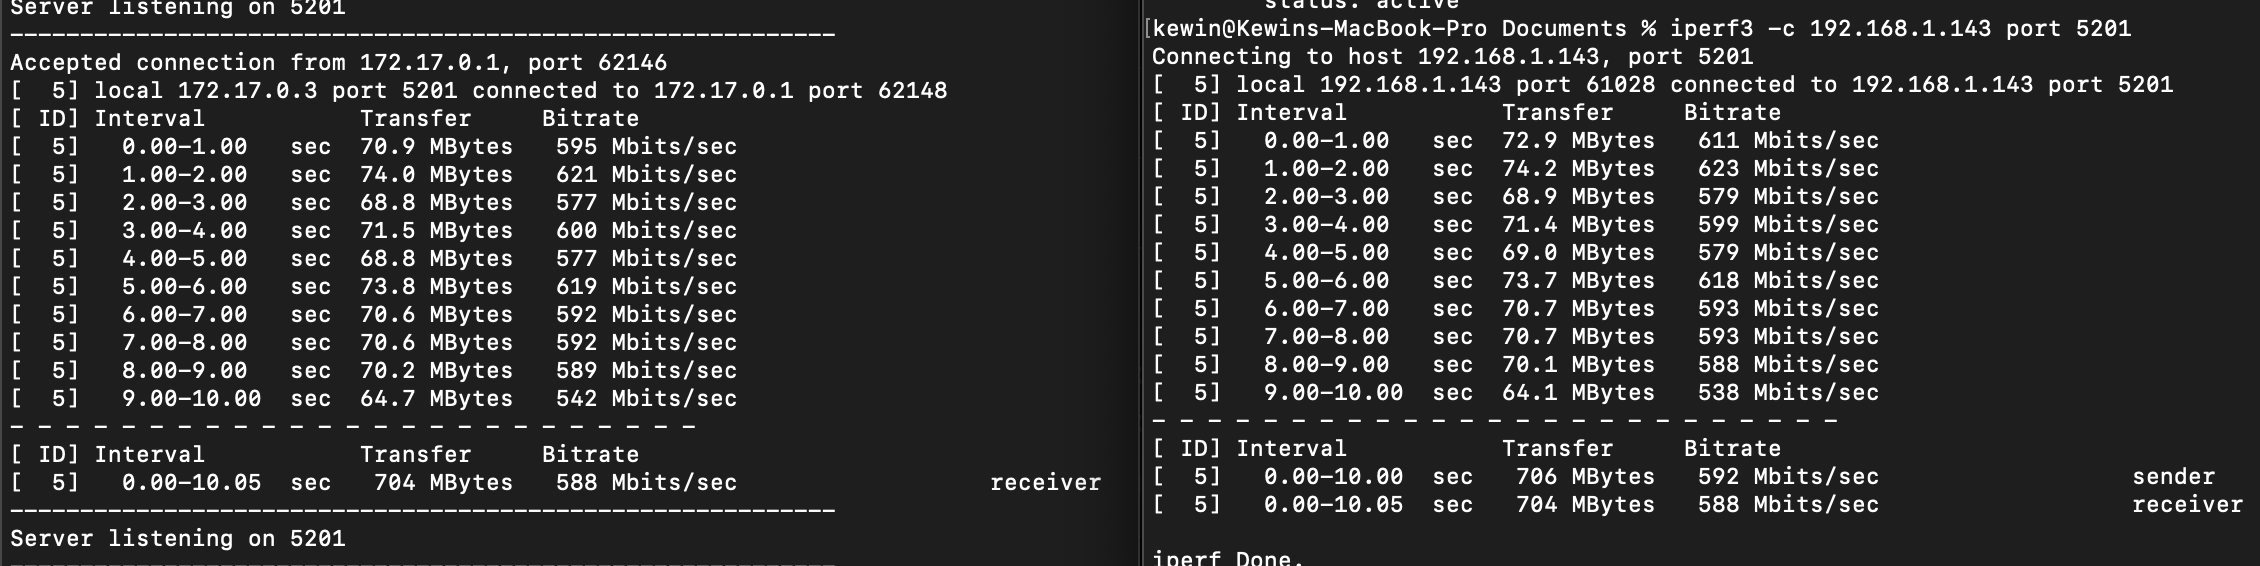 Server listening on 5201
-----------------------------------------------------------
Accepted connection from 172.17.0.1, port 62146
[  5] local 172.17.0.3 port 5201 connected to 172.17.0.1 port 62148
[ ID] Interval           Transfer     Bitrate
[  5]   0.00-1.00   sec  70.9 MBytes   595 Mbits/sec
[  5]   1.00-2.00   sec  74.0 MBytes   621 Mbits/sec
[  5]   2.00-3.00   sec  68.8 MBytes   577 Mbits/sec
[  5]   3.00-4.00   sec  71.5 MBytes   600 Mbits/sec
[  5]   4.00-5.00   sec  68.8 MBytes   577 Mbits/sec
[  5]   5.00-6.00   sec  73.8 MBytes   619 Mbits/sec
[  5]   6.00-7.00   sec  70.6 MBytes   592 Mbits/sec
[  5]   7.00-8.00   sec  70.6 MBytes   592 Mbits/sec
[  5]   8.00-9.00   sec  70.2 MBytes   589 Mbits/sec
[  5]   9.00-10.00  sec  64.7 MBytes   542 Mbits/sec
- - - - - - - - - - - - - - - - - - - - - - - - -
[ ID] Interval           Transfer     Bitrate
[  5]   0.00-10.05  sec   704 MBytes   588 Mbits/sec                  receiver
-----------------------------------------------------------
Server listening on 5201
-----------------------------------------------------------
status: active
[kewin@Kewins-MacBook-Pro Documents % iperf3 -c 192.168.1.143 port 5201
Connecting to host 192.168.1.143, port 5201
[  5] local 192.168.1.143 port 61028 connected to 192.168.1.143 port 5201
[ ID] Interval           Transfer     Bitrate
[  5]   0.00-1.00   sec  72.9 MBytes   611 Mbits/sec
[  5]   1.00-2.00   sec  74.2 MBytes   623 Mbits/sec
[  5]   2.00-3.00   sec  68.9 MBytes   579 Mbits/sec
[  5]   3.00-4.00   sec  71.4 MBytes   599 Mbits/sec
[  5]   4.00-5.00   sec  69.0 MBytes   579 Mbits/sec
[  5]   5.00-6.00   sec  73.7 MBytes   618 Mbits/sec
[  5]   6.00-7.00   sec  70.7 MBytes   593 Mbits/sec
[  5]   7.00-8.00   sec  70.7 MBytes   593 Mbits/sec
[  5]   8.00-9.00   sec  70.1 MBytes   588 Mbits/sec
[  5]   9.00-10.00  sec  64.1 MBytes   538 Mbits/sec
- - - - - - - - - - - - - - - - - - - - - - - - -
[ ID] Interval           Transfer     Bitrate
[  5]   0.00-10.00  sec   706 MBytes   592 Mbits/sec                  sender
[  5]   0.00-10.05  sec   704 MBytes   588 Mbits/sec                  receiver
iperf Done.